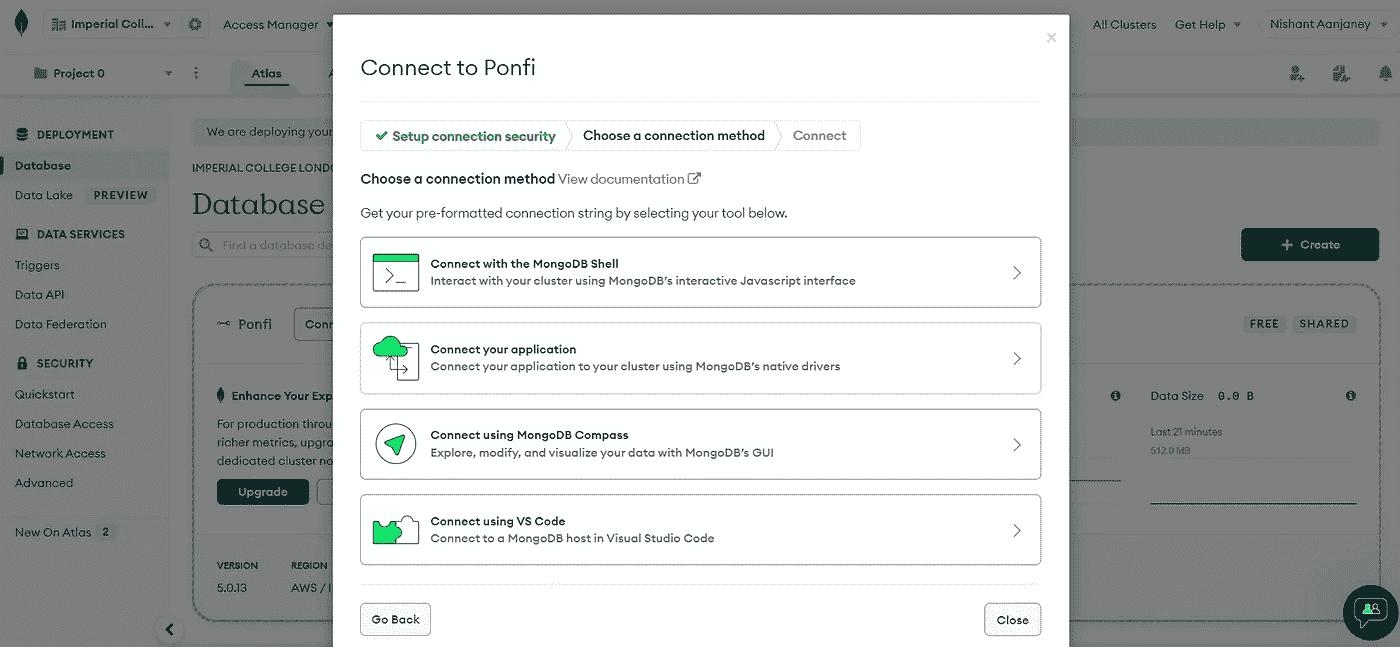 Imperial Coll...
Access Manager
All Clusters
Get Help
Nishant Aanjaney
Project 0
Atlas
DEPLOYMENT
Database
Data Lake PREVIEW
DATA SERVICES
Triggers
Data API
Data Federation
SECURITY
Quickstart
Database Access
Network Access
Advanced
New On Atlas 2
We are deploying your
IMPERIAL COLLEGE LONDO
Database
Find a database de
+ Create
Ponfi
Conn
FREE SHARED
Enhance Your Exp
For production throu
richer metrics, upgra
dedicated cluster no
Upgrade
VERSION
5.0.13
REGION
AWS /
Data Size 0.0 B
Last 21 minutes
512.0 MB
Connect to Ponfi
Setup connection security
Choose a connection method
Connect
Choose a connection method View documentation
Get your pre-formatted connection string by selecting your tool below.
Connect with the MongoDB Shell
Interact with your cluster using MongoDB's interactive Javascript interface
Connect your application
Connect your application to your cluster using MongoDB's native drivers
Connect using MongoDB Compass
Explore, modify, and visualize your data with MongoDB's GUI
Connect using VS Code
Connect to a MongoDB host in Visual Studio Code
Go Back
Close